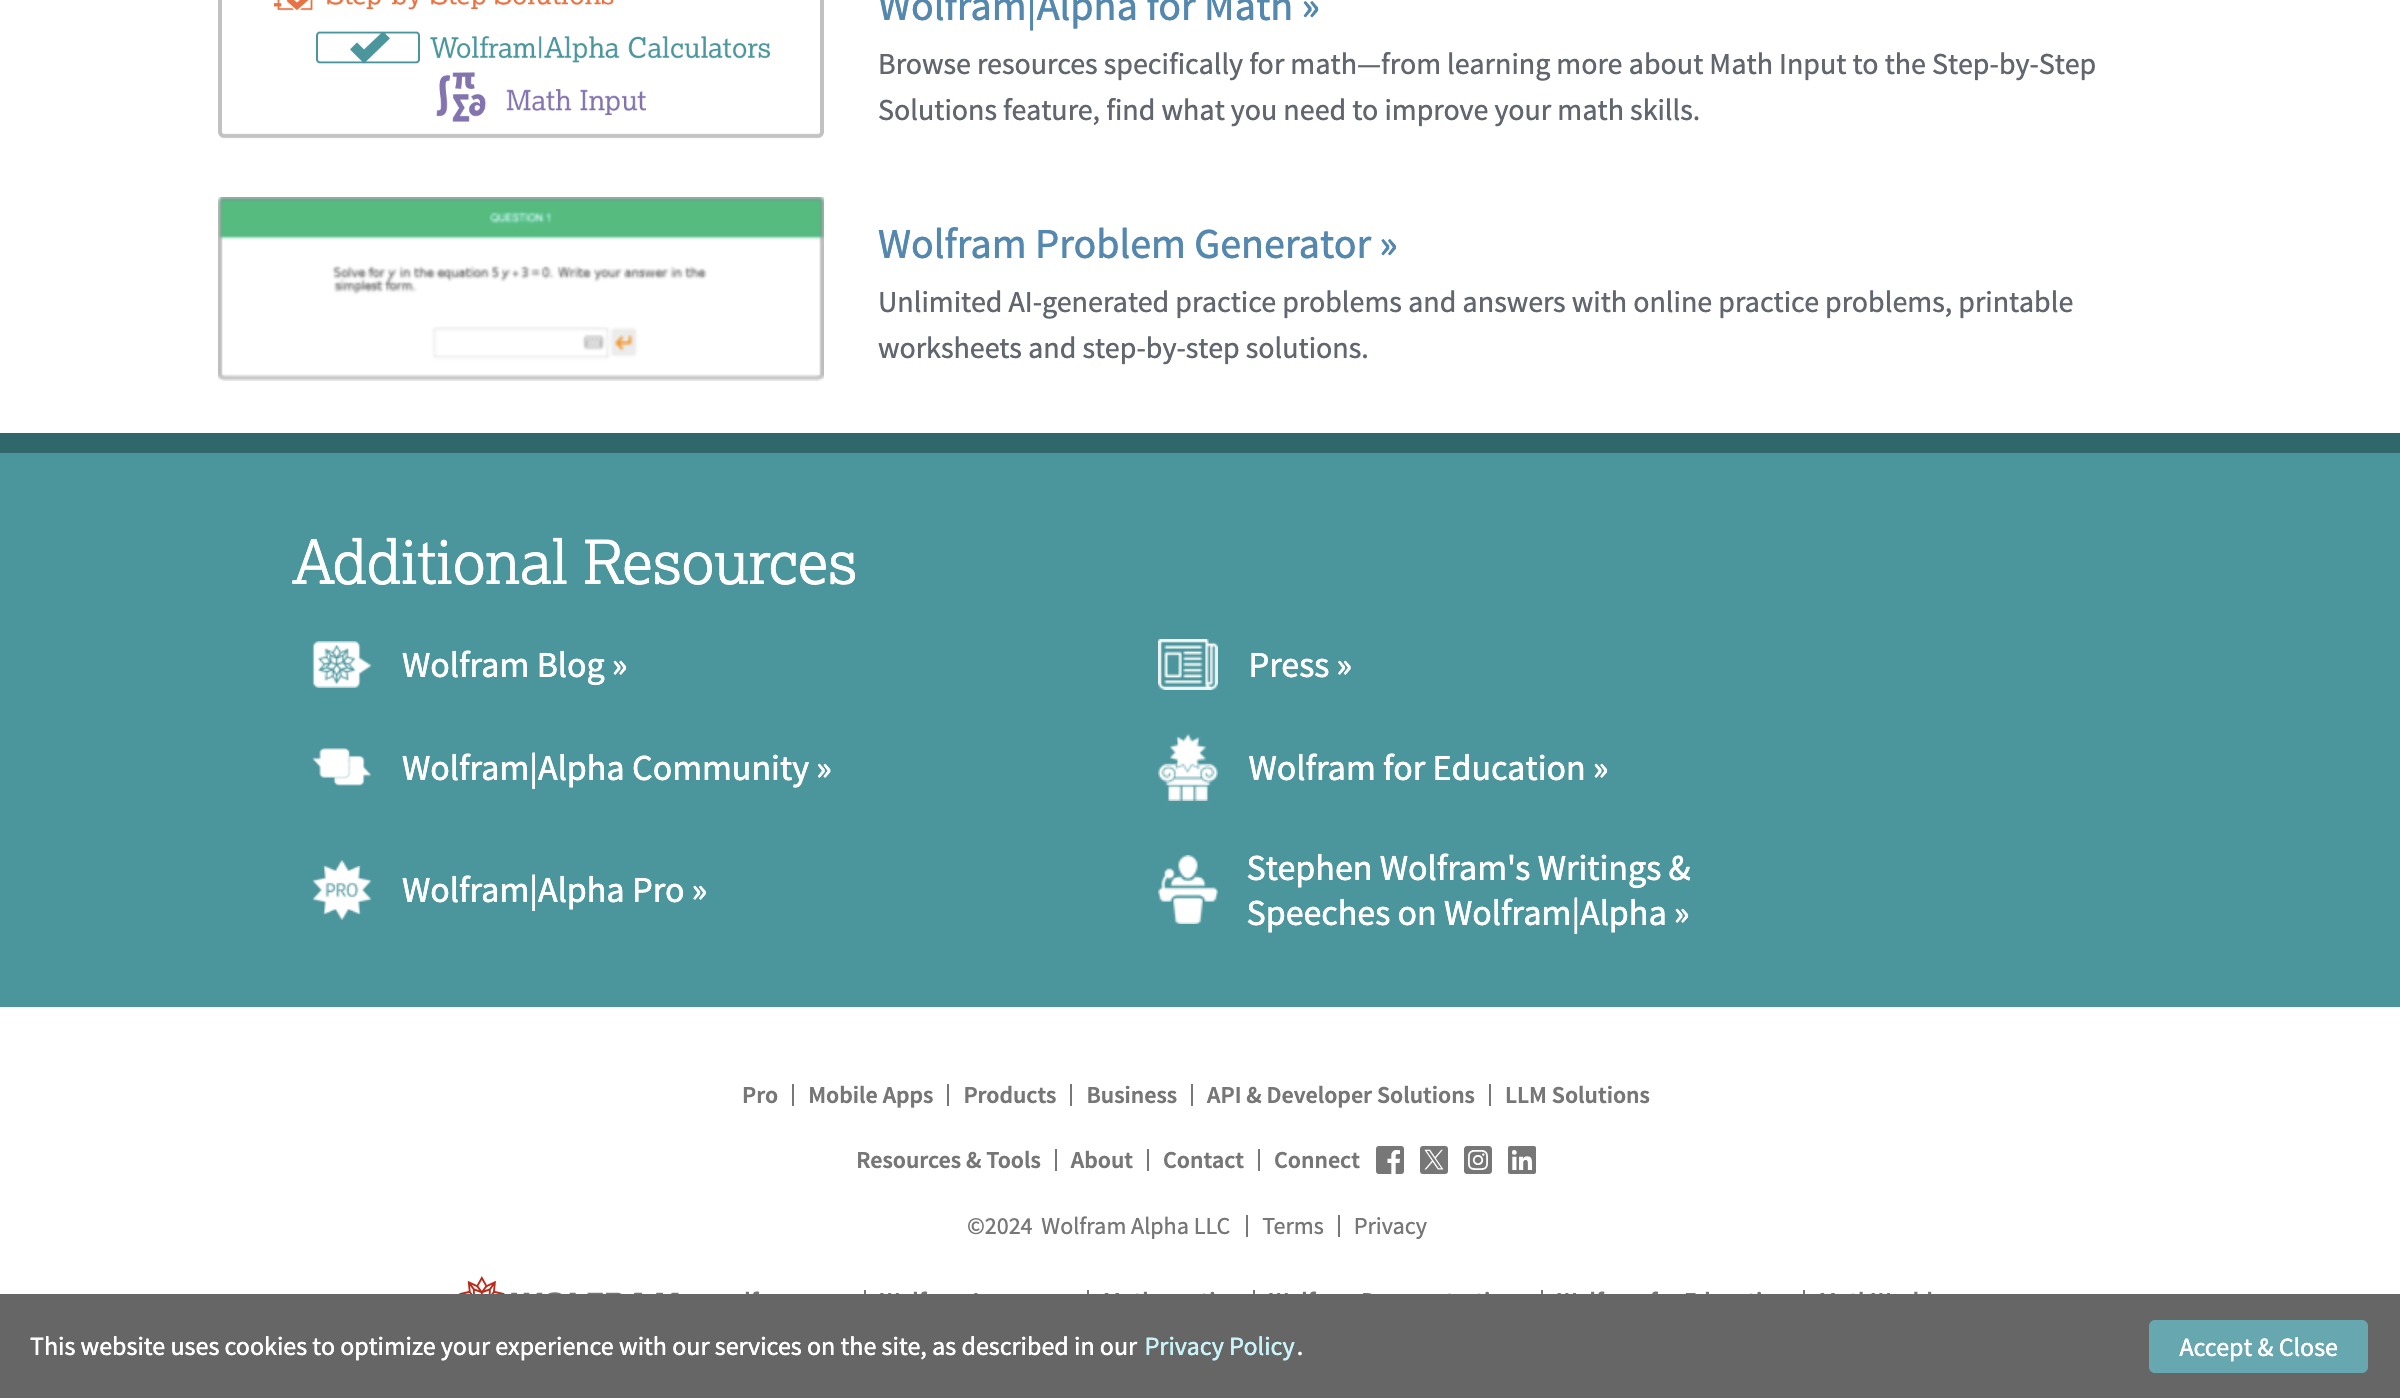 Step-by-Step Solutions
Wolfram|Alpha Calculators
Math Input
Wolfram|Alpha for Math »
Browse resources specifically for math—from learning more about Math Input to the Step-by-Step
Solutions feature, find what you need to improve your math skills.
QUESTION 1
Solve for y in the equation 5 y + 3 = 0. Write your answer in the
simplest form.
Wolfram Problem Generator »
Unlimited AI-generated practice problems and answers with online practice problems, printable
worksheets and step-by-step solutions.
Additional Resources
Wolfram Blog »
Press »
Wolfram|Alpha Community »
Wolfram for Education »
PRO
Wolfram|Alpha Pro »
Stephen Wolfram's Writings &
Speeches on Wolfram|Alpha »
Pro | Mobile Apps | Products | Business | API & Developer Solutions | LLM Solutions
Resources & Tools | About | Contact | Connect
©2024 Wolfram Alpha LLC | Terms | Privacy
This website uses cookies to optimize your experience with our services on the site, as described in our Privacy Policy.
Accept & Close